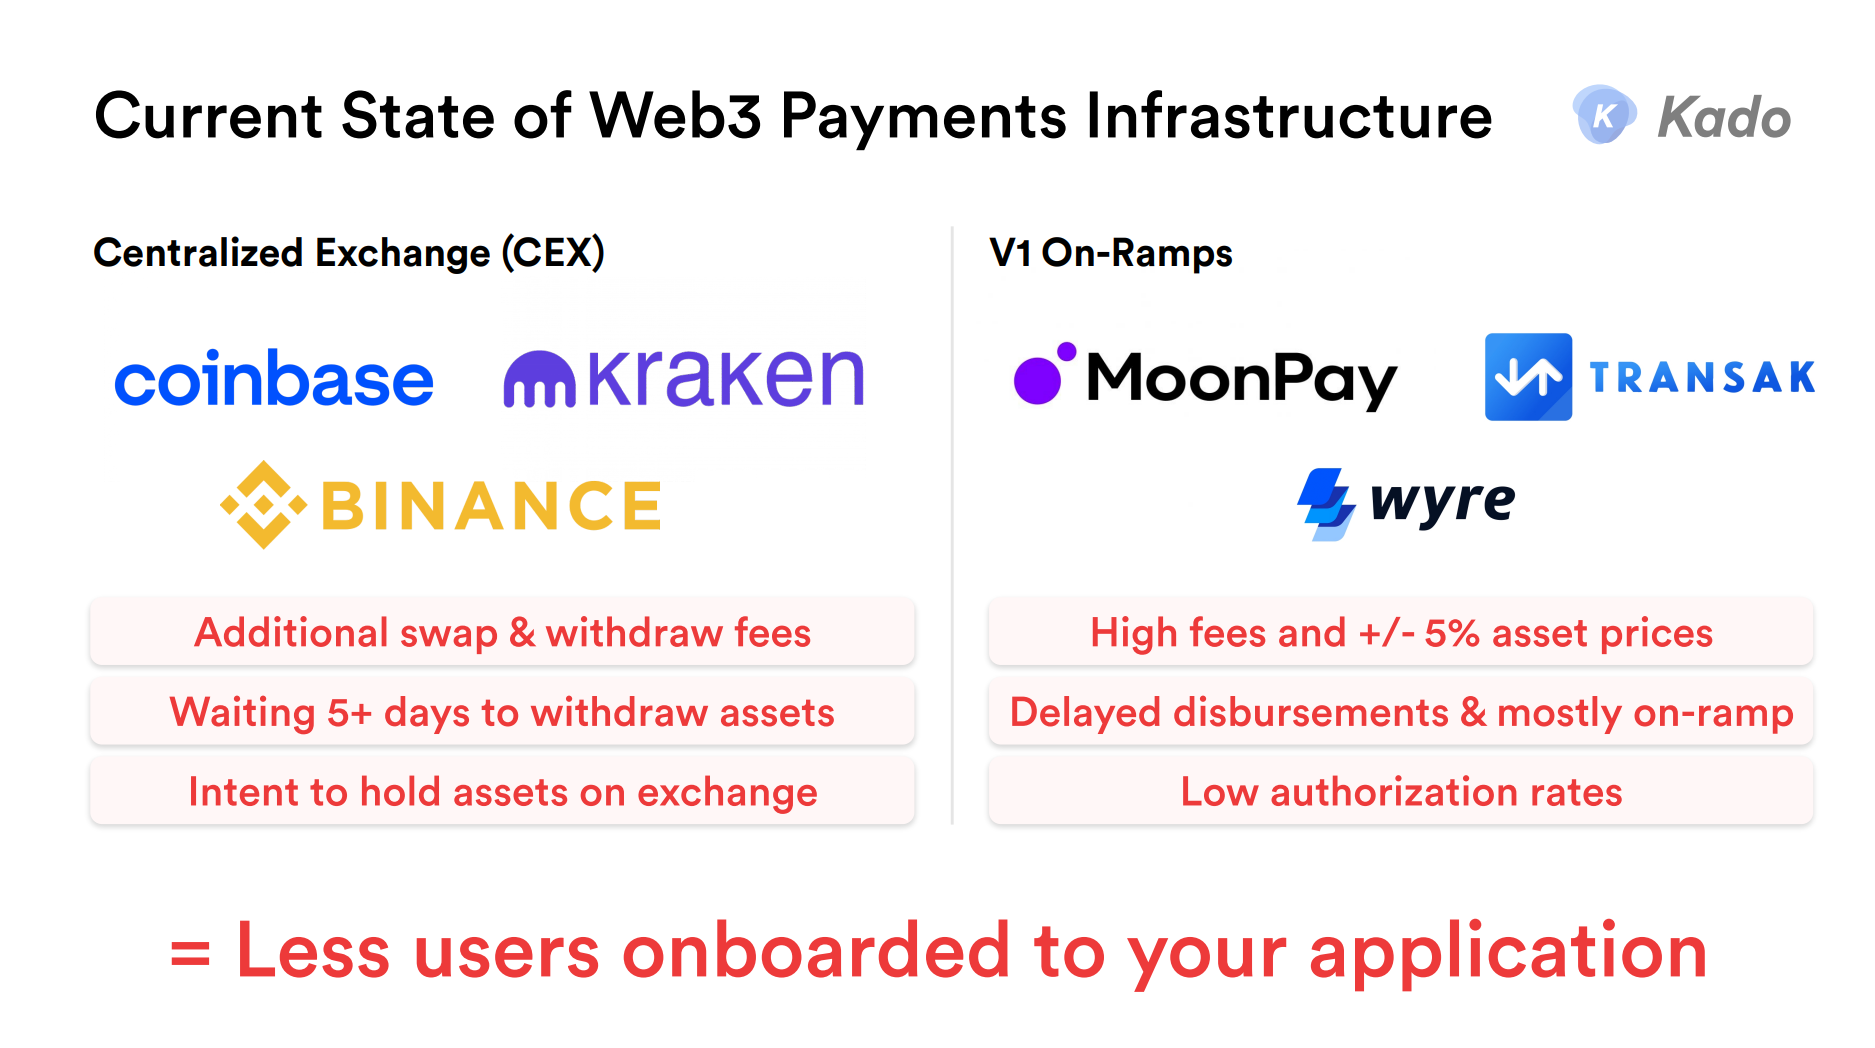 Current State of Web3 Payments Infrastructure
K Kado
Centralized Exchange (CEX)
coinbase
kraken
BINANCE
Additional swap & withdraw fees
Waiting 5+ days to withdraw assets
Intent to hold assets on exchange
V1 On-Ramps
MoonPay
TRANSAK
wyre
High fees and +/- 5% asset prices
Delayed disbursements & mostly on-ramp
Low authorization rates
= Less users onboarded to your application